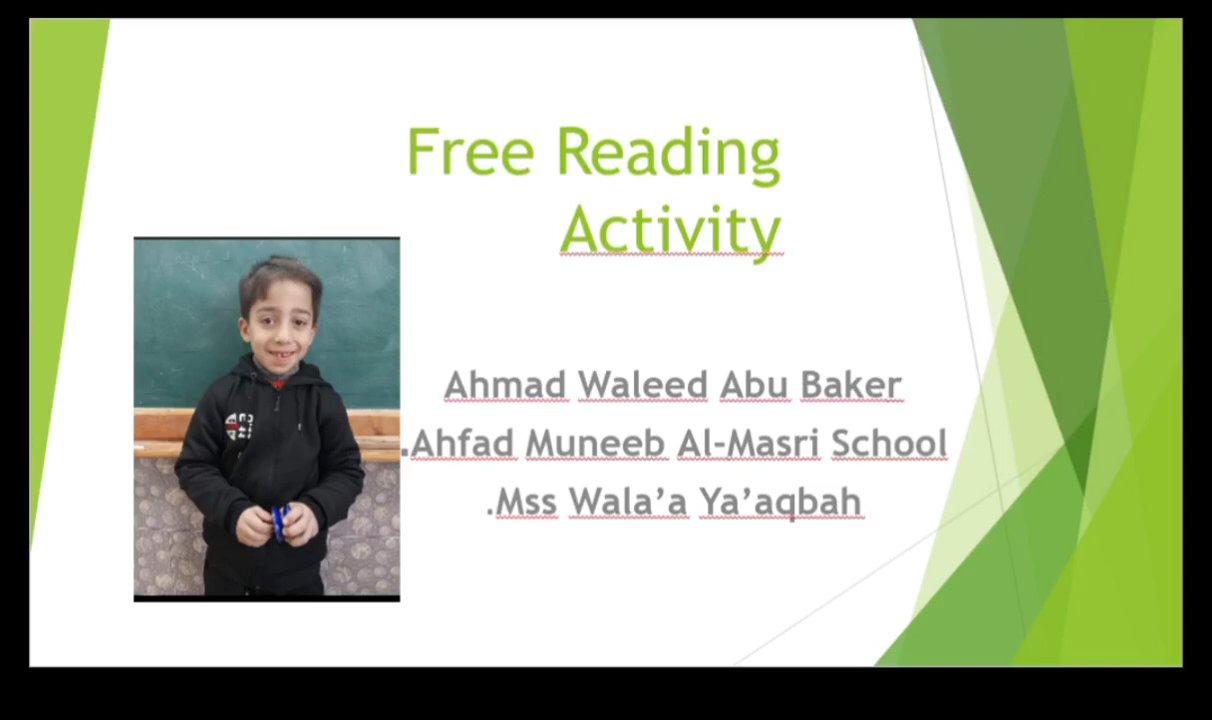 Free Reading
Activity
Ahmad Waleed Abu Baker
.Ahfad Muneeb Al-Masri School
.Mss Wala’a Ya’aqbah